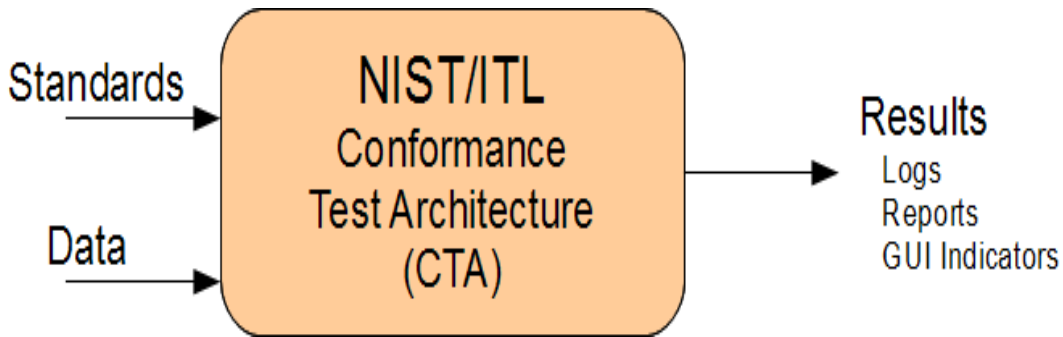 Standards
Data
NIST/ITL
Conformance
Test Architecture
(CTA)
Results
Logs
Reports
GUI Indicators